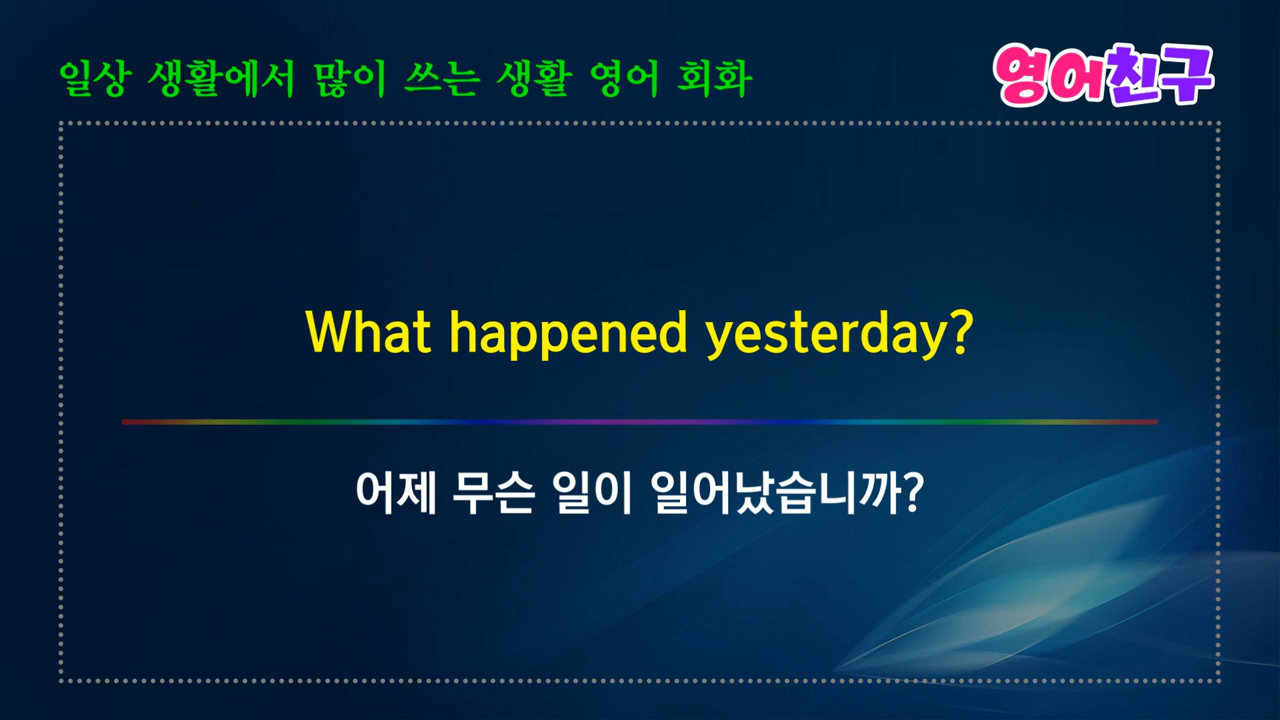 일상 생활에서 많이 쓰는 생활 영어 회화
영어친구
What happened yesterday?
어제 무슨 일이 일어났습니까?